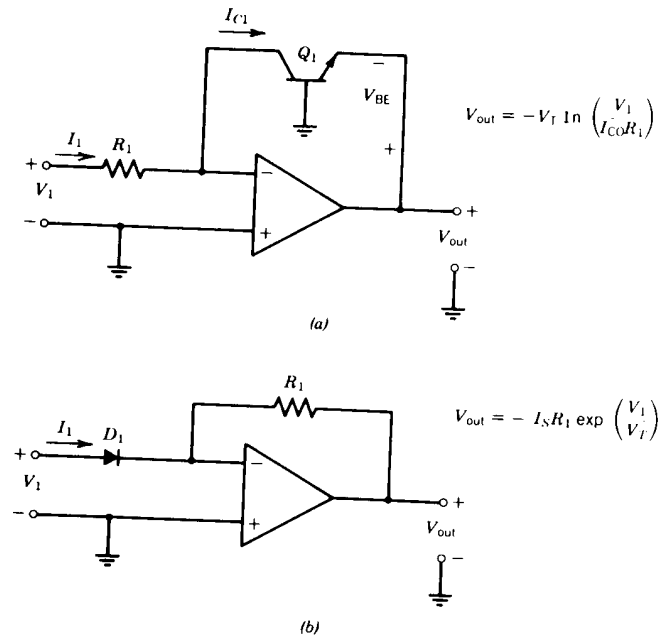 I_C1
Q_1
−
V_BE
+
V_out = −V_T ln (V_1 / I_CO R_1)
I_1
R_1
+
V_1
−
−
+
+
V_out
−
(a)
R_1
V_out = − I_S R_1 exp (V_1 / V_T)
I_1
D_1
+
V_1
−
−
+
+
V_out
−
(b)